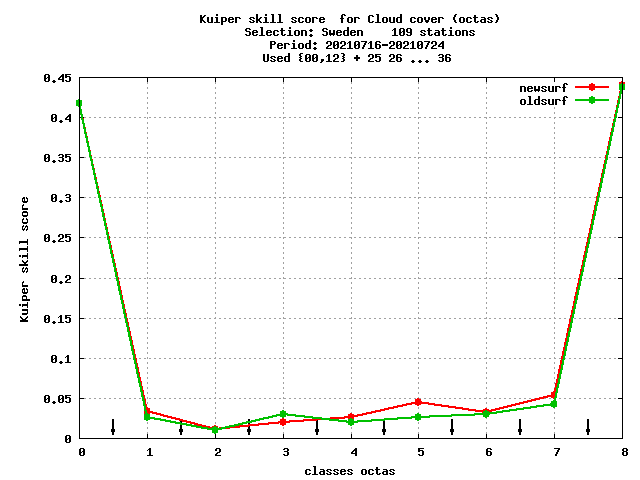 Kuiper skill score  for Cloud cover (octas)
Selection: Sweden    109 stations
Period: 20210716-20210724
Used {00,12} + 25 26 ... 36
newsurf
oldsurf
0.45
0.4
0.35
0.3
0.25
0.2
0.15
0.1
0.05
0
Kuiper skill score
0 1 2 3 4 5 6 7 8
classes octas